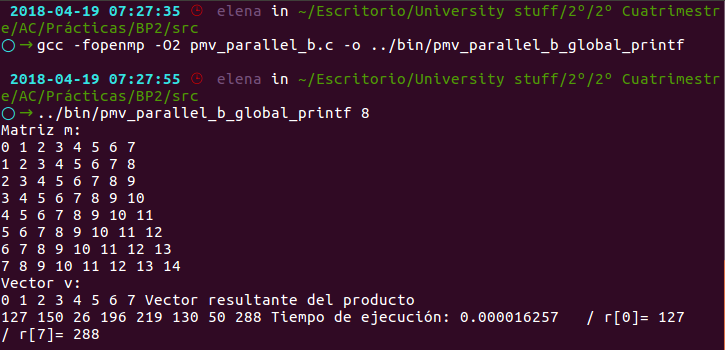 2018-04-19 07:27:35 elena in ~/Escritorio/University stuff/2º/2º Cuatrimestr
e/AC/Prácticas/BP2/src
○ →gcc -fopenmp -O2 pmv_parallel_b.c -o ../bin/pmv_parallel_b_global_printf
2018-04-19 07:27:55 elena in ~/Escritorio/University stuff/2º/2º Cuatrimestr
e/AC/Prácticas/BP2/src
○ →../bin/pmv_parallel_b_global_printf 8
Matriz m:
0 1 2 3 4 5 6 7
1 2 3 4 5 6 7 8
2 3 4 5 6 7 8 9
3 4 5 6 7 8 9 10
4 5 6 7 8 9 10 11
5 6 7 8 9 10 11 12
6 7 8 9 10 11 12 13
7 8 9 10 11 12 13 14
Vector v:
0 1 2 3 4 5 6 7 Vector resultante del producto
127 150 26 196 219 130 50 288 Tiempo de ejecución: 0.000016257 / r[0]= 127
/ r[7]= 288